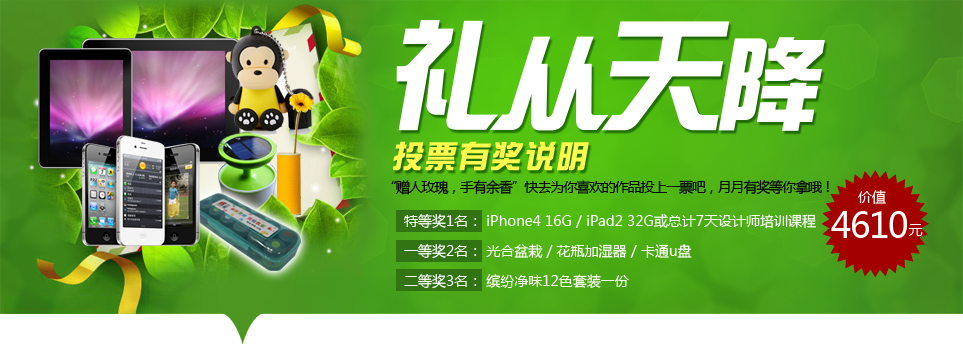 礼从天降
投票有奖说明
“赠人玫瑰，手有余香”快去为你喜欢的作品投上一票吧，月月有奖等你拿哦！
特等奖1名： iPhone4 16G / iPad2 32G或总计7天设计师培训课程
一等奖2名： 光合盆栽 / 花瓶加湿器 / 卡通u盘
二等奖3名： 缤纷净味12色套装一份
价值
4610元